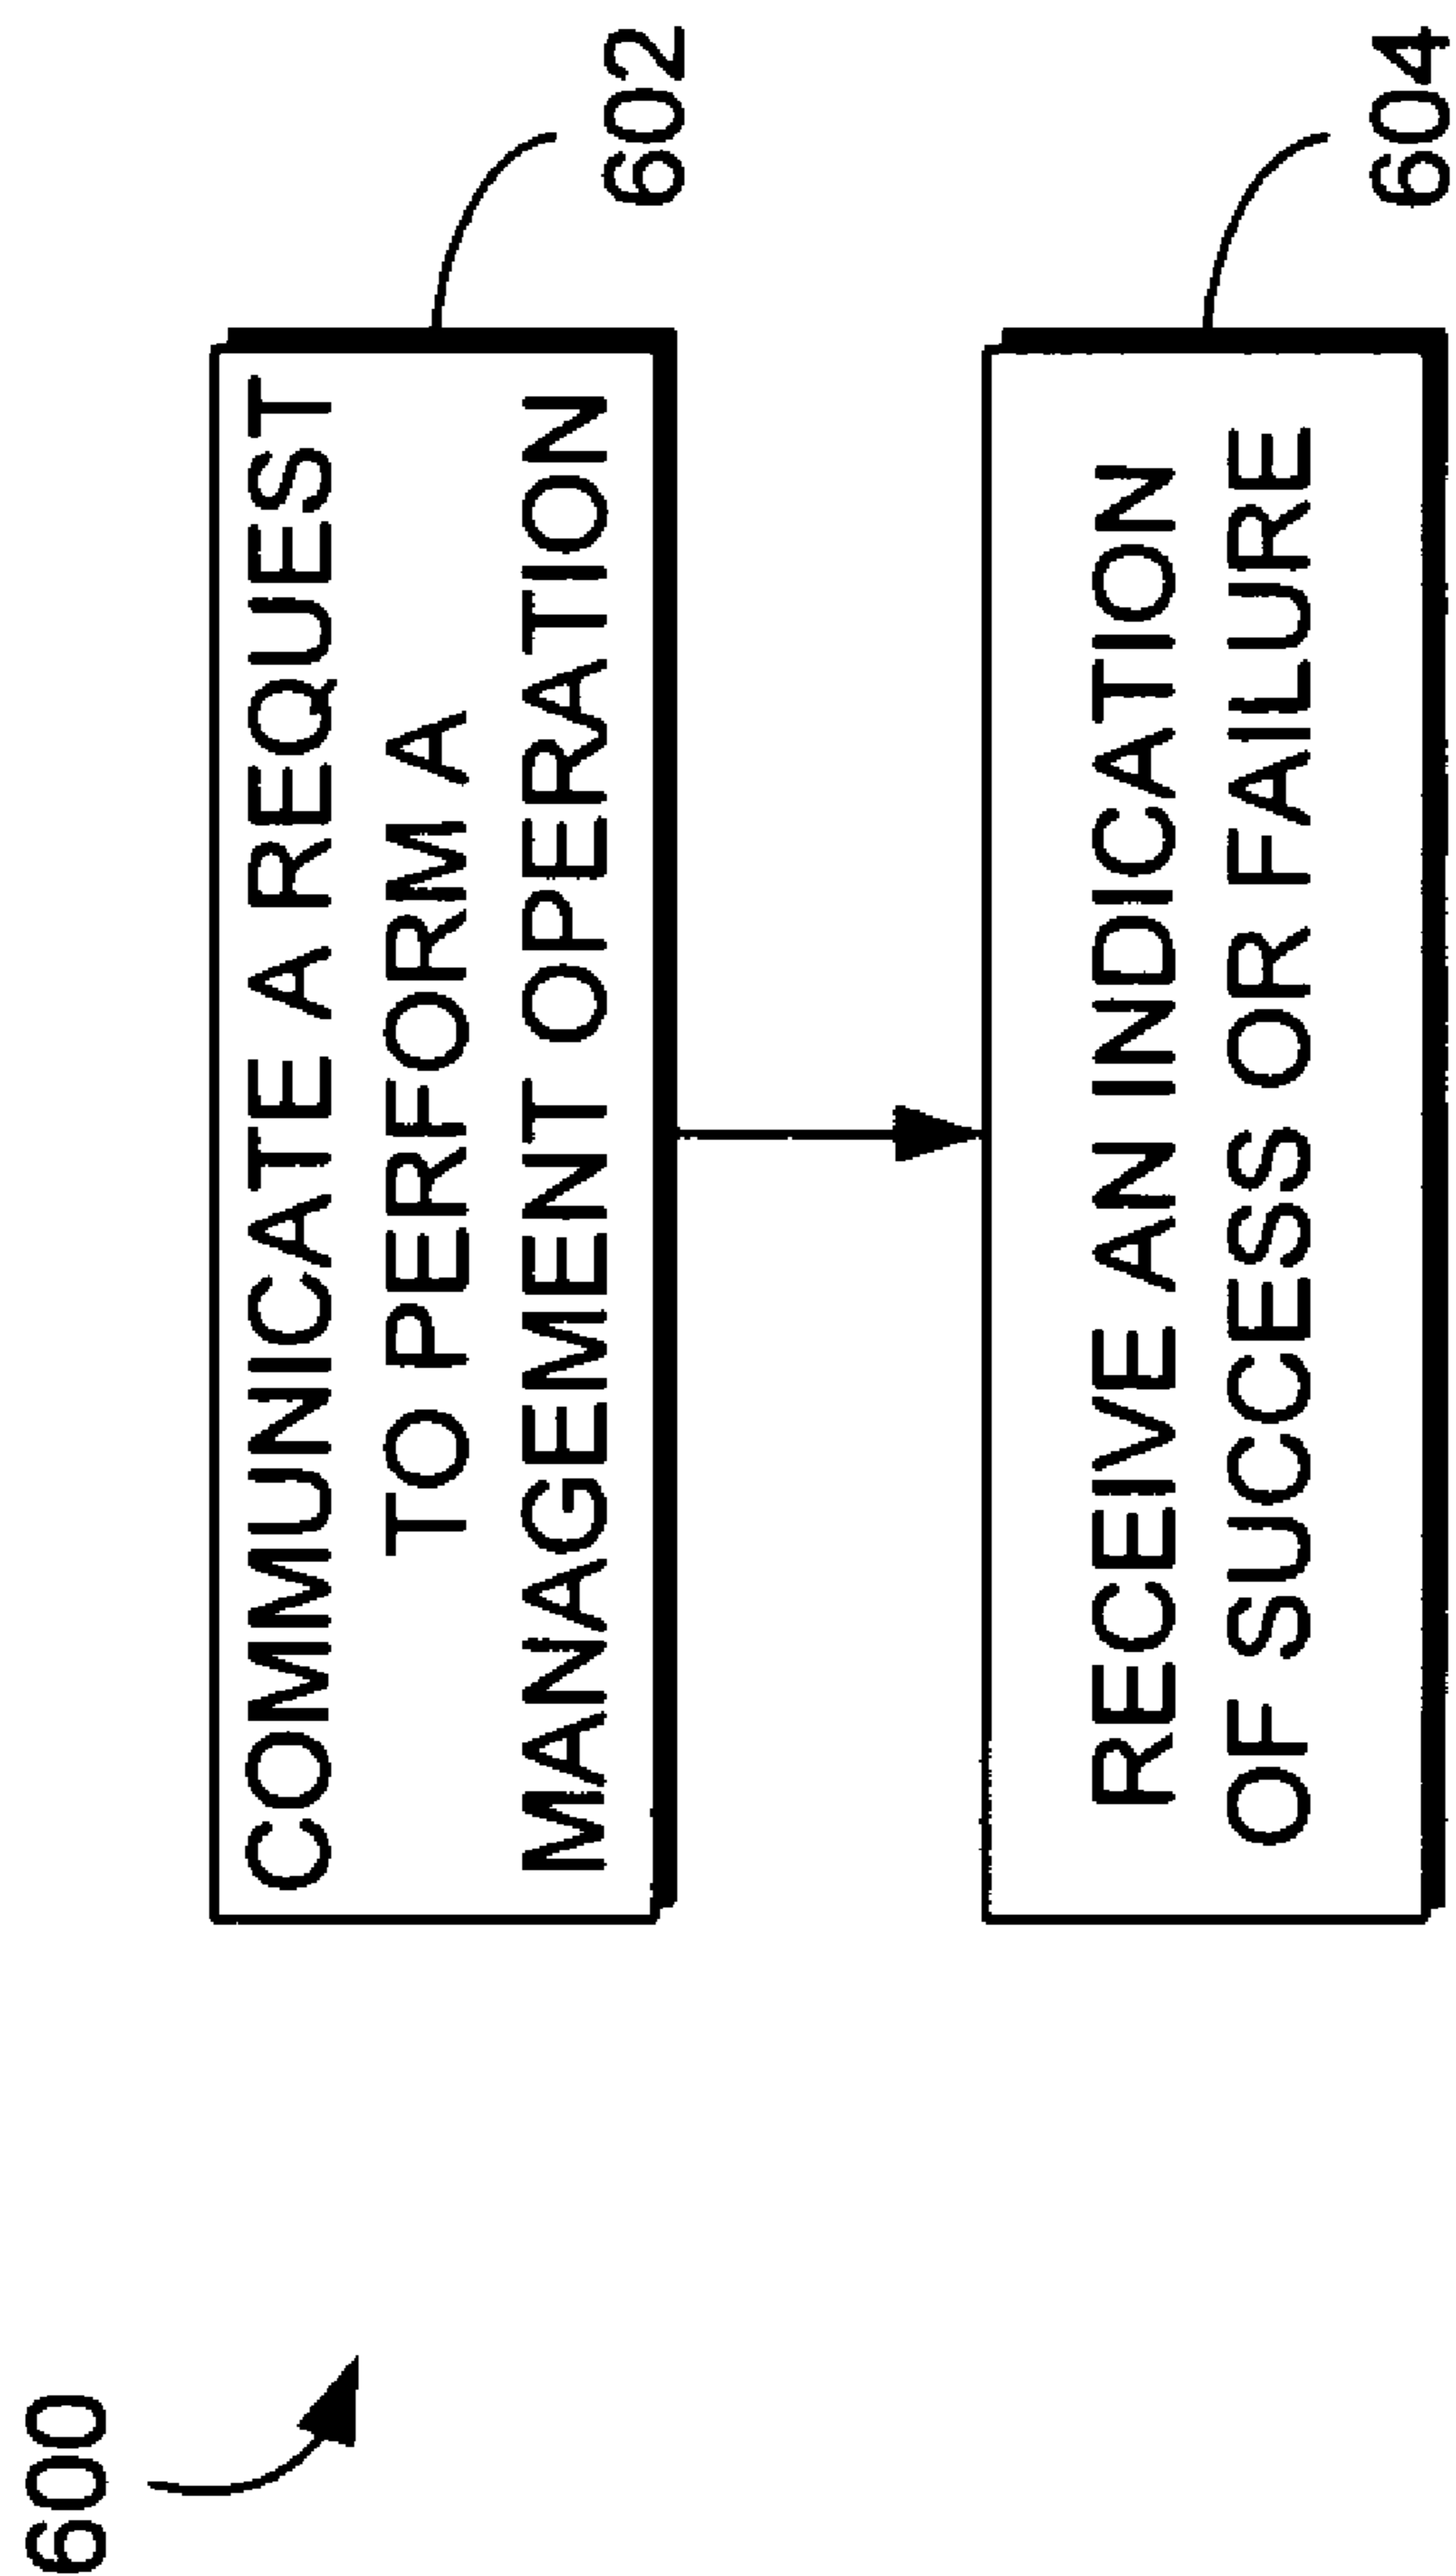 600
COMMUNICATE A REQUEST
TO PERFORM A
MANAGEMENT OPERATION
602
RECEIVE AN INDICATION
OF SUCCESS OR FAILURE
604